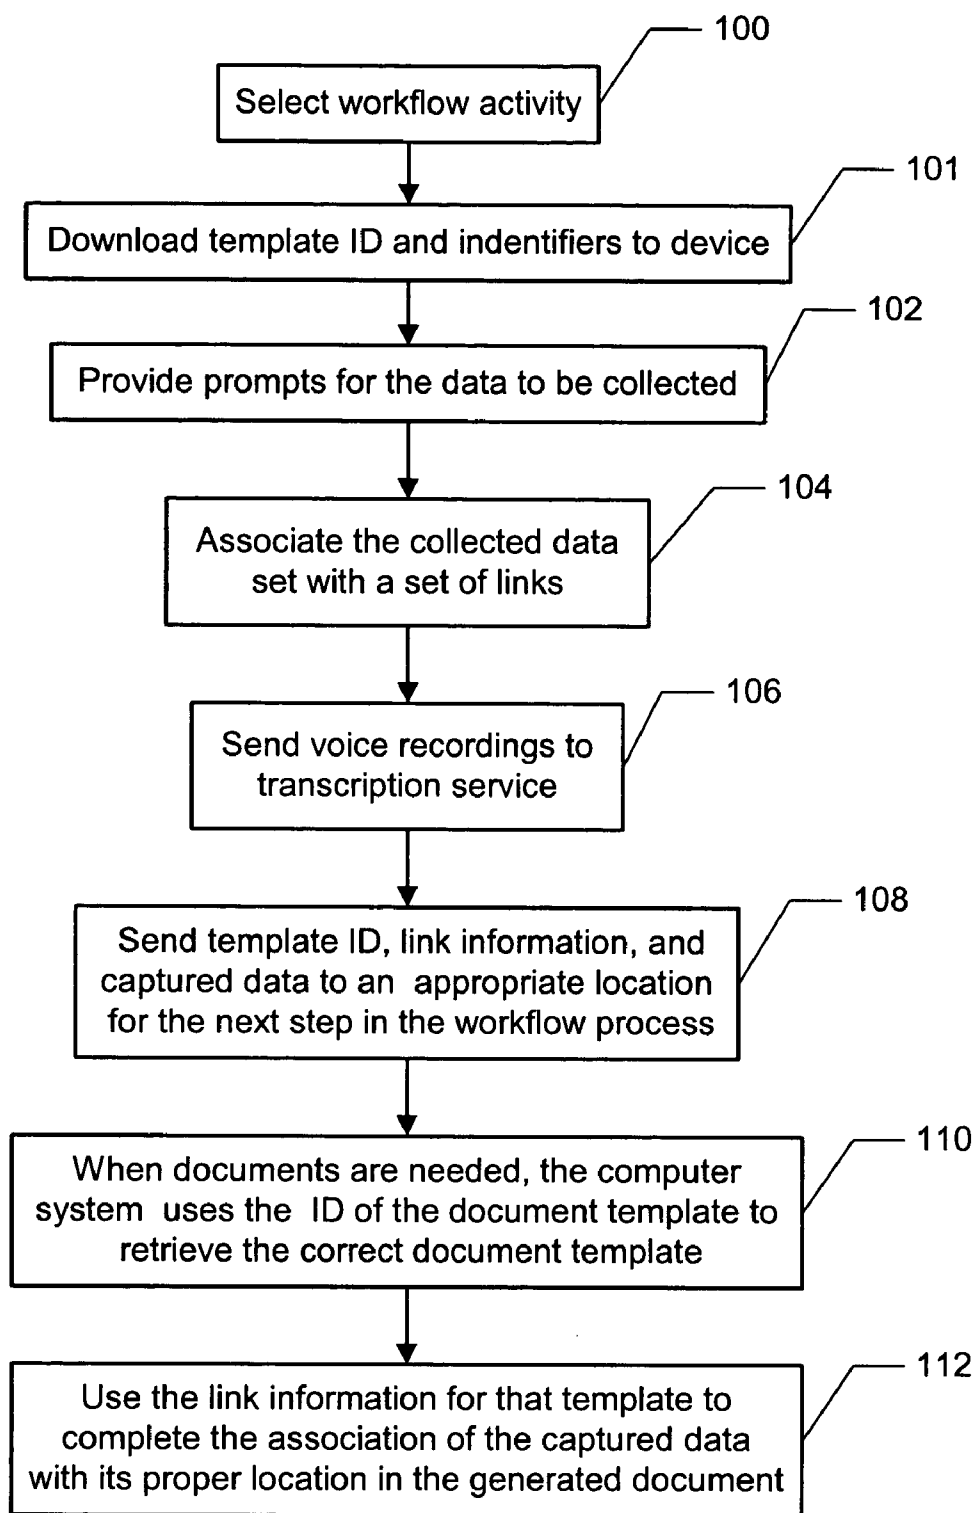 100
Select workflow activity
101
Download template ID and indentifiers to device
102
Provide prompts for the data to be collected
104
Associate the collected data
set with a set of links
106
Send voice recordings to
transcription service
108
Send template ID, link information, and
captured data to an appropriate location
for the next step in the workflow process
110
When documents are needed, the computer
system uses the ID of the document template to
retrieve the correct document template
112
Use the link information for that template to
complete the association of the captured data
with its proper location in the generated document